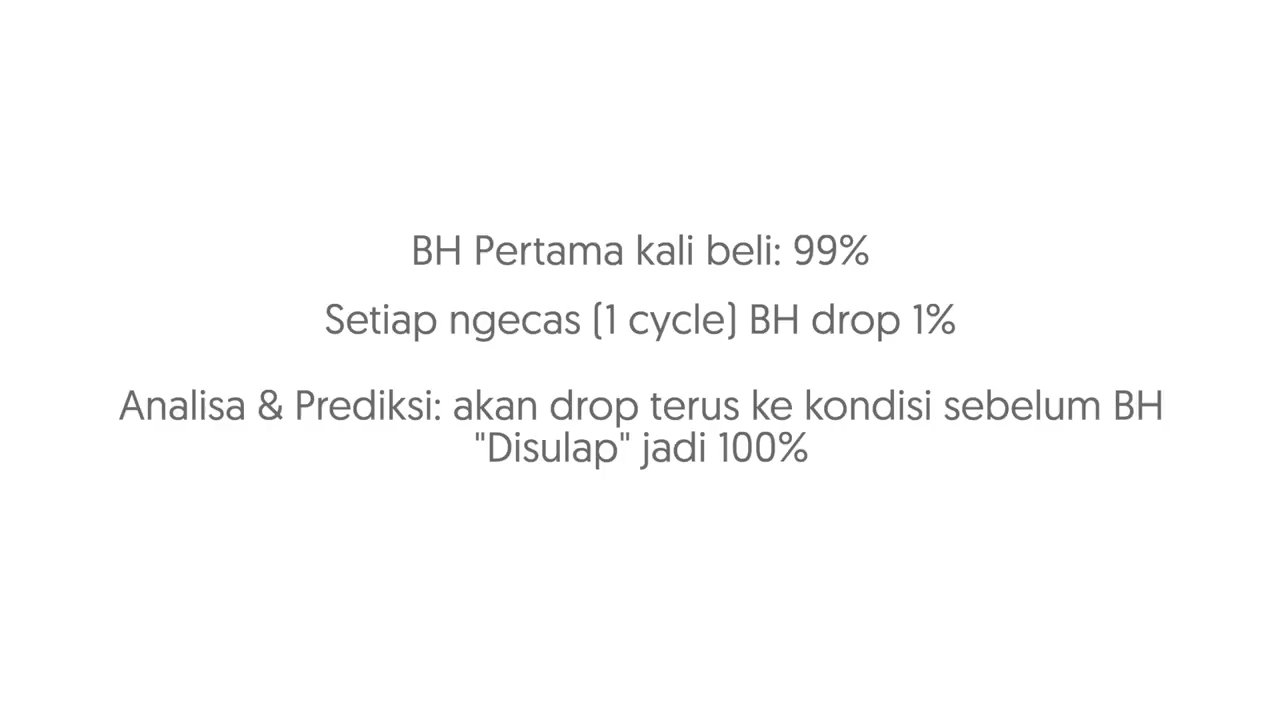 BH Pertama kali beli: 99%
Setiap ngecas (1 cycle) BH drop 1%
Analisa & Prediksi: akan drop terus ke kondisi sebelum BH
"Disulap" jadi 100%